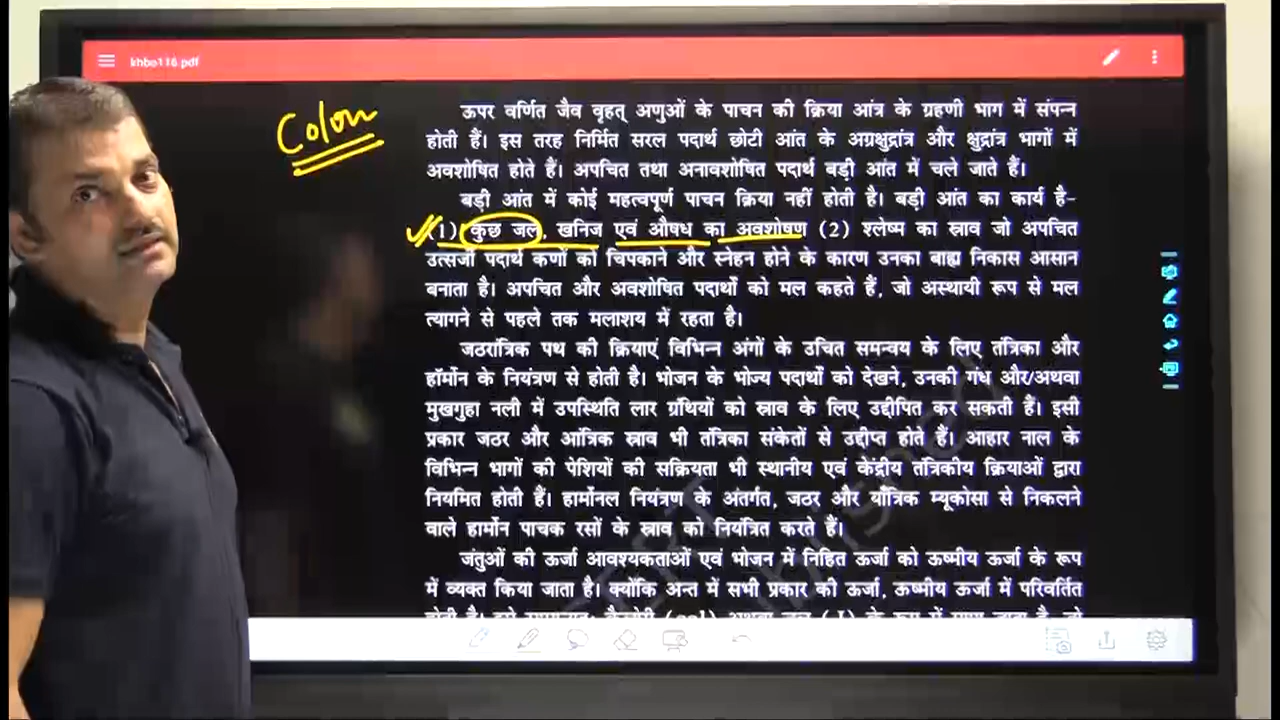 khbo116.pdf
Colon
ऊपर वर्णित जैव वृहत् अणुओं के पाचन की क्रिया आंत्र के ग्रहणी भाग में संपन्न
होती हैं। इस तरह निर्मित सरल पदार्थ छोटी आंत के अग्रक्षुद्रांत्र और क्षुद्रांत्र भागों में
अवशोषित होते हैं। अपचित तथा अनावशोषित पदार्थ बड़ी आंत में चले जाते हैं।
बड़ी आंत में कोई महत्वपूर्ण पाचन क्रिया नहीं होती है। बड़ी आंत का कार्य है-
(1) कुछ जल, खनिज एवं औषध का अवशोषण (2) श्लेष्म का स्राव जो अपचित
उत्सर्जी पदार्थ कणों को चिपकाने और स्नेहन होने के कारण उनका बाह्य निकास आसान
बनाता है। अपचित और अवशोषित पदार्थों को मल कहते हैं, जो अस्थायी रूप से मल
त्यागने से पहले तक मलाशय में रहता है।
जठरांत्रिक पथ की क्रियाएं विभिन्न अंगों के उचित समन्वय के लिए तंत्रिका और
हॉर्मोन के नियंत्रण से होती है। भोजन के भोज्य पदार्थों को देखने, उनकी गंध और/अथवा
मुखगुहा नली में उपस्थिति लार ग्रंथियों को स्राव के लिए उद्दीपित कर सकती हैं। इसी
प्रकार जठर और आंत्रिक स्राव भी तंत्रिका संकेतों से उद्दीप्त होते हैं। आहार नाल के
विभिन्न भागों की पेशियों की सक्रियता भी स्थानीय एवं केंद्रीय तंत्रिकीय क्रियाओं द्वारा
नियमित होती हैं। हार्मोनल नियंत्रण के अंतर्गत, जठर और याँत्रिक म्यूकोसा से निकलने
वाले हार्मोन पाचक रसों के स्राव को नियंत्रित करते हैं।
जंतुओं की ऊर्जा आवश्यकताओं एवं भोजन में निहित ऊर्जा को ऊष्मीय ऊर्जा के रूप
में व्यक्त किया जाता है। क्योंकि अन्त में सभी प्रकार की ऊर्जा, ऊष्मीय ऊर्जा में परिवर्तित